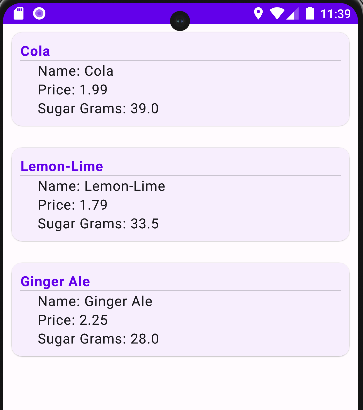 11:39
Cola
Name: Cola
Price: 1.99
Sugar Grams: 39.0
Lemon-Lime
Name: Lemon-Lime
Price: 1.79
Sugar Grams: 33.5
Ginger Ale
Name: Ginger Ale
Price: 2.25
Sugar Grams: 28.0